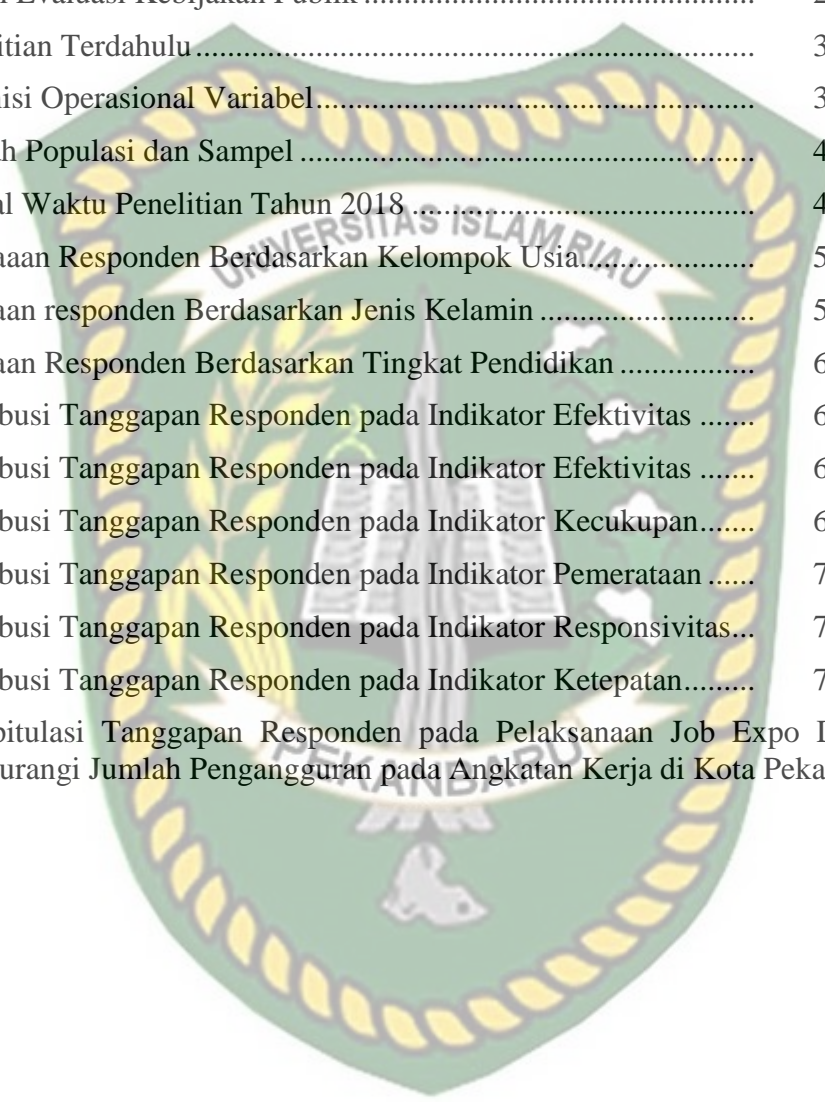 Evaluasi Kebijakan Publik ............................................
itian Terdahulu ............................................................... 3
isi Operasional Variabel ................................................ 3
h Populasi dan Sampel .................................................. 4
al Waktu Penelitian Tahun 2018 ................................... 4
UNIVERSITAS ISLAM RIAU
aaan Responden Berdasarkan Kelompok Usia ..................... 5
aan responden Berdasarkan Jenis Kelamin ........................ 5
aan Responden Berdasarkan Tingkat Pendidikan ................. 6
busi Tanggapan Responden pada Indikator Efektivitas ....... 6
busi Tanggapan Responden pada Indikator Efektivitas ....... 6
busi Tanggapan Responden pada Indikator Kecukupan ....... 6
busi Tanggapan Responden pada Indikator Pemerataan ...... 7
busi Tanggapan Responden pada Indikator Responsivitas... 7
busi Tanggapan Responden pada Indikator Ketepatan ......... 7
pitulasi Tanggapan Responden pada Pelaksanaan Job Expo
urangi Jumlah Pengangguran pada Angkatan Kerja di Kota Peka
PEKANBARU